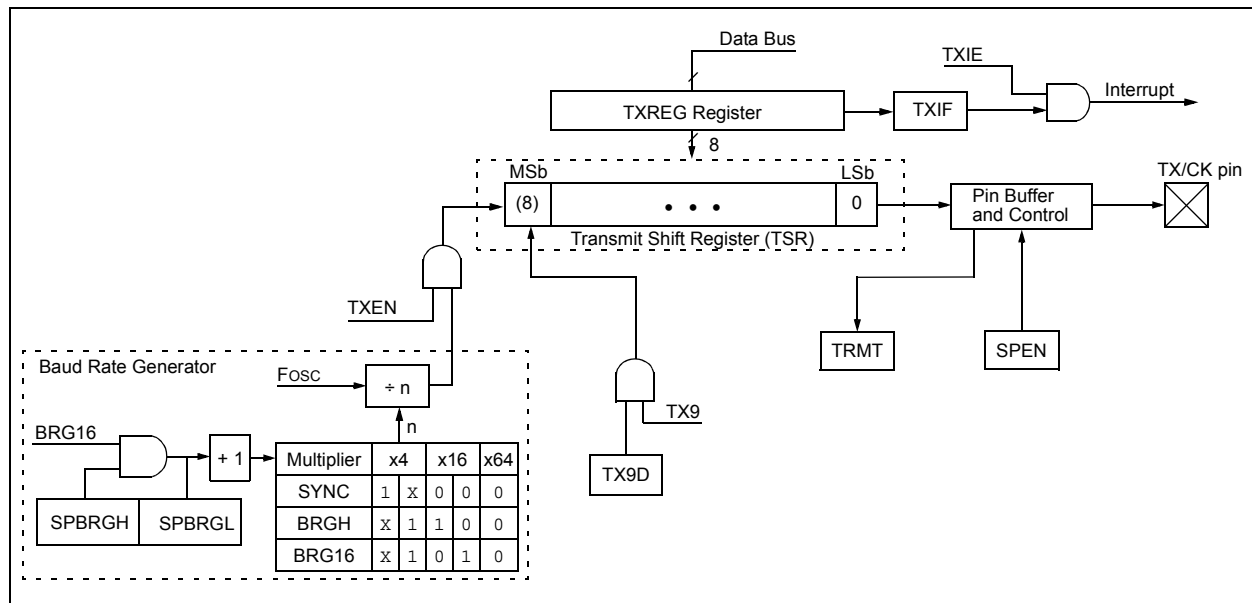 Data Bus
TXIE
Interrupt
TXREG Register
TXIF
8
MSb
LSb
TX/CK pin
(8)
• • •
0
Pin Buffer
and Control
Transmit Shift Register (TSR)
TXEN
TRMT
SPEN
Baud Rate Generator
FOSC
÷ n
TX9
n
BRG16
+ 1
Multiplier x4 x16 x64
TX9D
SYNC 1 X 0 0 0
SPBRGH SPBRGL
BRGH X 1 1 0 0
BRG16 X 1 0 1 0